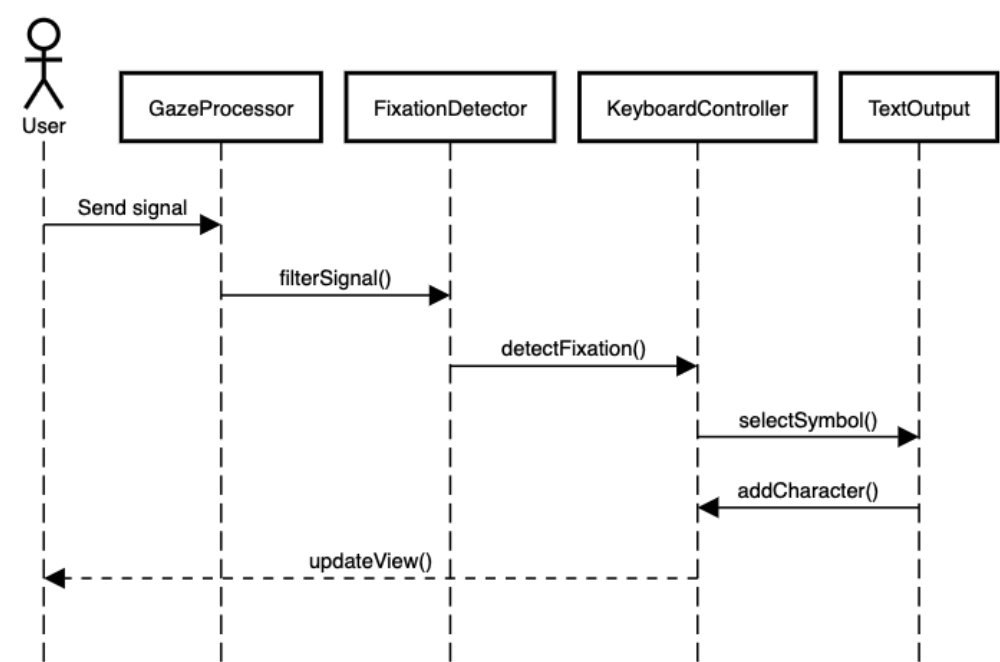 User
GazeProcessor
FixationDetector
KeyboardController
TextOutput
Send signal
filterSignal()
detectFixation()
selectSymbol()
addCharacter()
updateView()